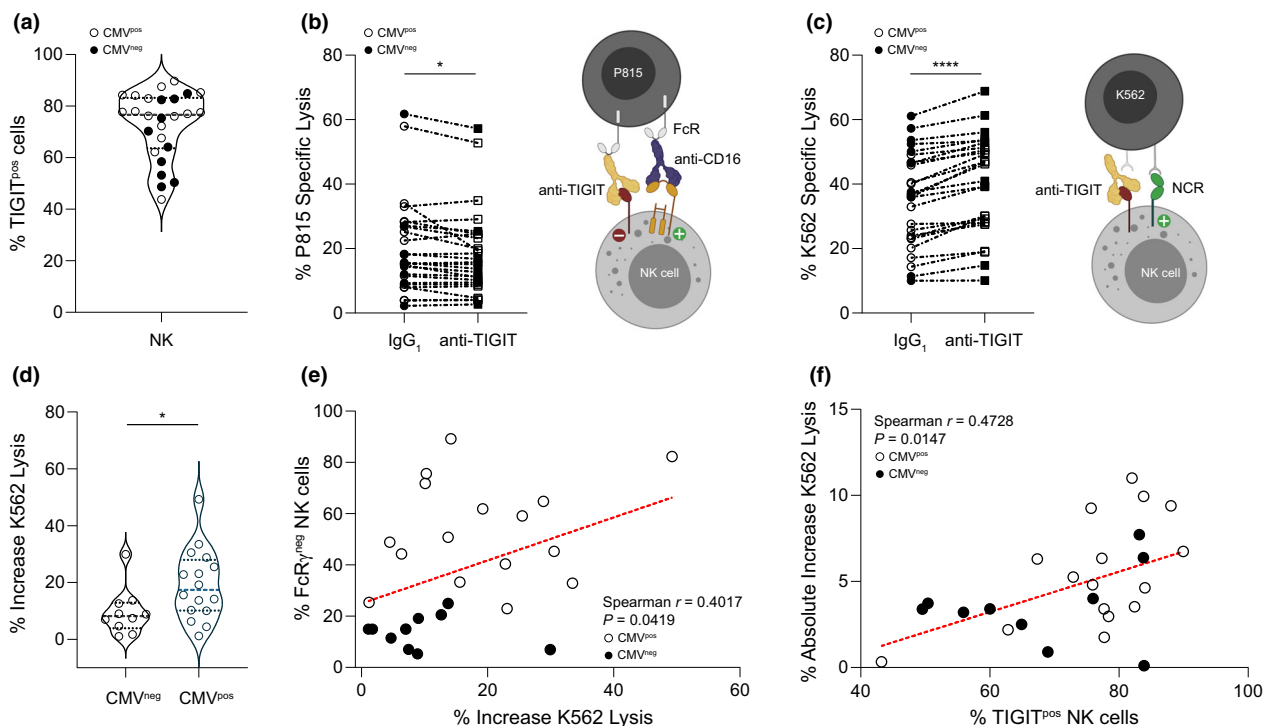 (a)
CMVᵖᵒˢ
CMVⁿᵉᵍ
% TIGITᵖᵒˢ cells
100
80
60
40
20
0
NK
(b)
CMVᵖᵒˢ
CMVⁿᵉᵍ
% P815 Specific Lysis
80
60
40
20
0
*
IgG₁ anti-TIGIT
P815
FcR
anti-CD16
anti-TIGIT
NK cell
(c)
CMVᵖᵒˢ
CMVⁿᵉᵍ
% K562 Specific Lysis
80
60
40
20
0
****
IgG₁ anti-TIGIT
K562
anti-TIGIT
NCR
NK cell
(d)
% Increase K562 Lysis
80
60
40
20
0
*
CMVⁿᵉᵍ CMVᵖᵒˢ
(e)
% FcRγⁿᵉᵍ NK cells
100
80
60
40
20
0
Spearman r = 0.4017
P = 0.0419
CMVᵖᵒˢ
CMVⁿᵉᵍ
0 20 40 60
% Increase K562 Lysis
(f)
% Absolute Increase K562 Lysis
15
10
5
0
Spearman r = 0.4728
P = 0.0147
CMVᵖᵒˢ
CMVⁿᵉᵍ
40 60 80 100
% TIGITᵖᵒˢ NK cells